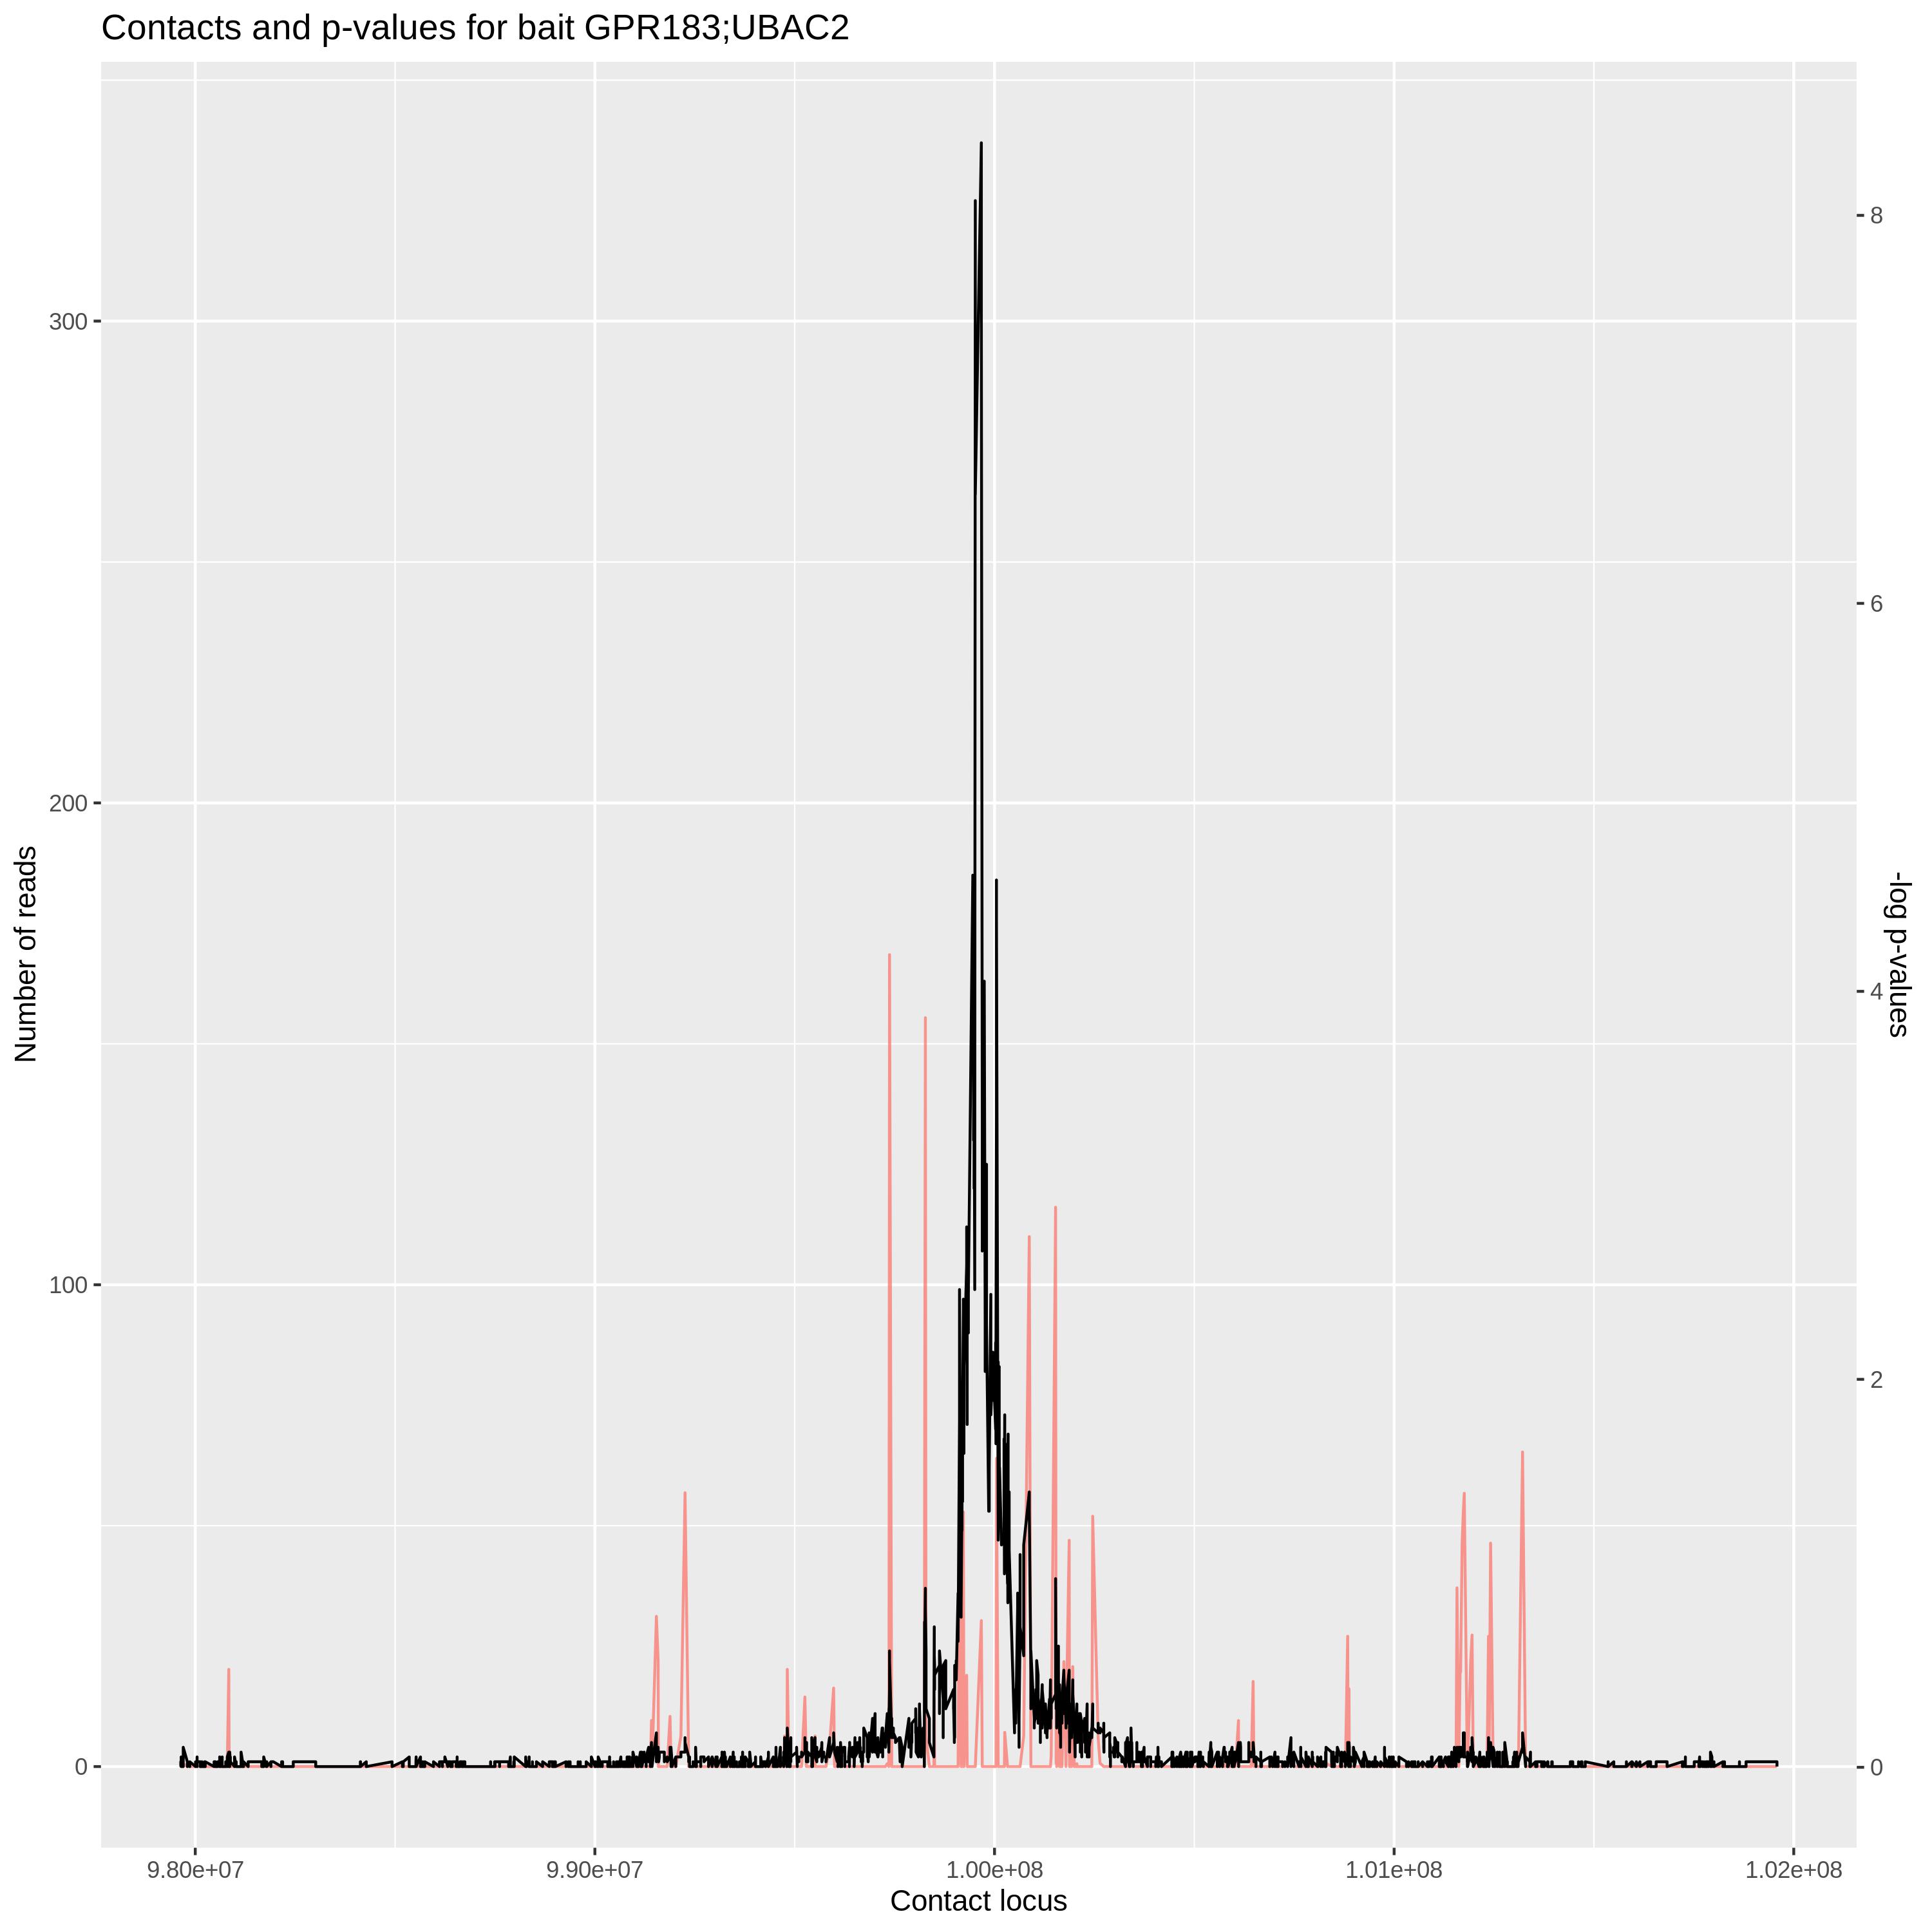 Contacts and p-values for bait GPR183;UBAC2
Number of reads
300
200
100
0
8
6
4
2
0
-log p-values
9.80e+07
9.90e+07
1.00e+08
1.01e+08
1.02e+08
Contact locus